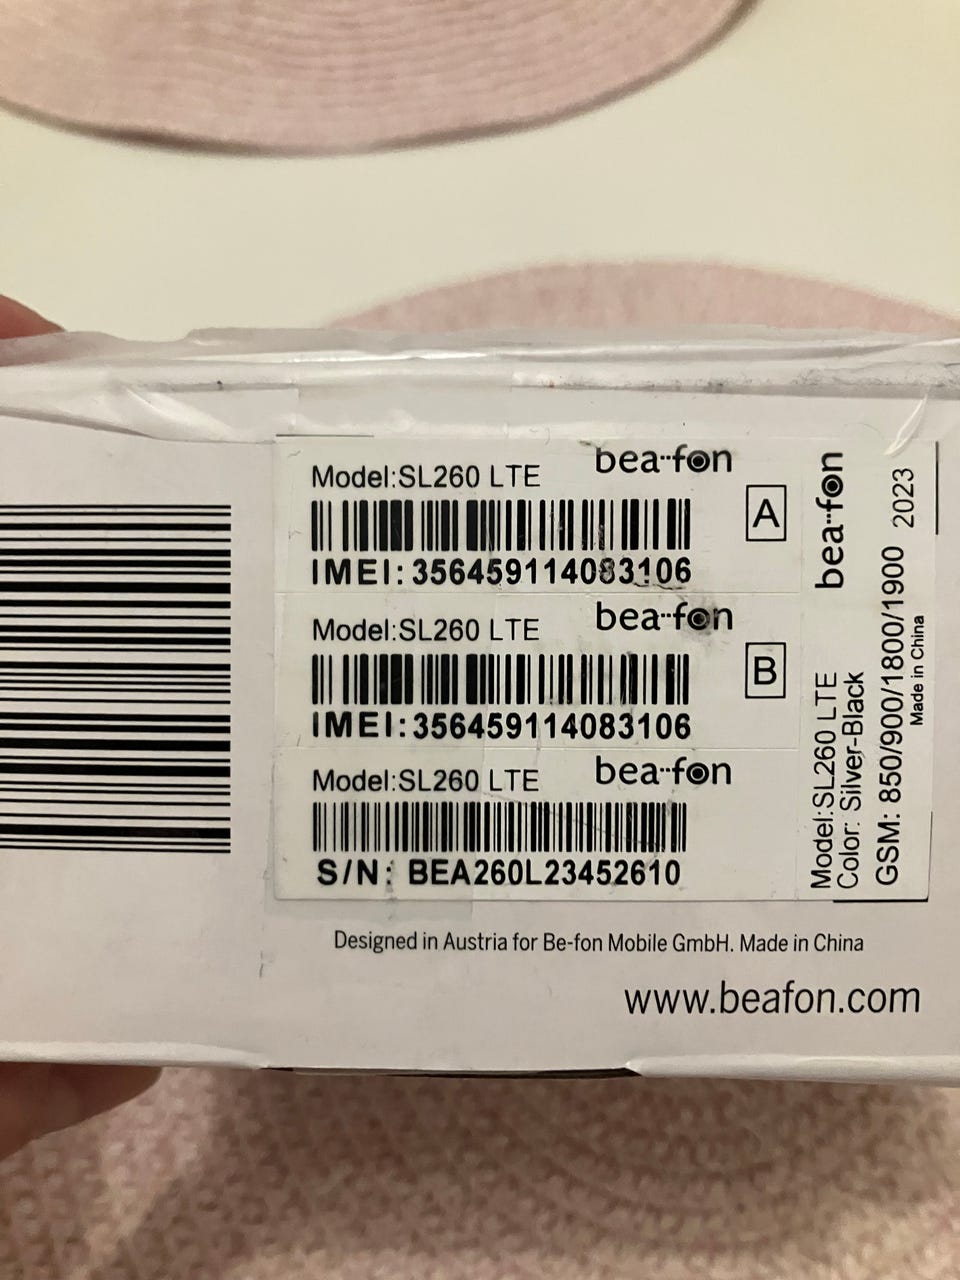 Model:SL260 LTE bea-fon
A
IMEI:356459114083106
Model:SL260 LTE bea-fon
B
IMEI:356459114083106
Model:SL260 LTE bea-fon
S/N: BEA260L23452610
bea-fon
Model:SL260 LTE
Color: Silver-Black
GSM: 850/900/1800/1900 2023
Made in China
Designed in Austria for Be-fon Mobile GmbH. Made in China
www.beafon.com